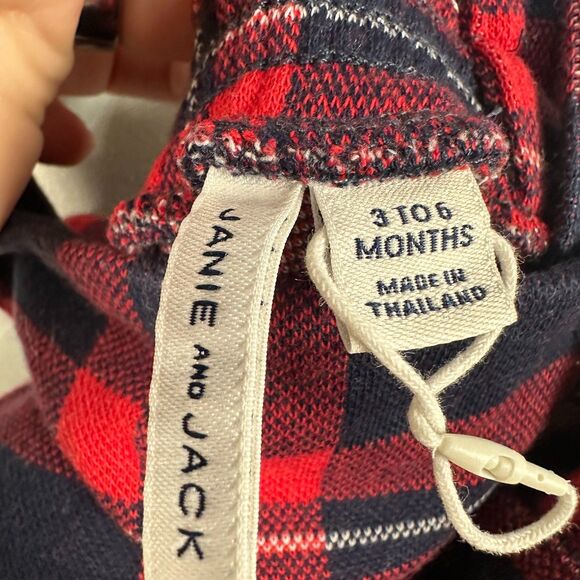 JANIE AND JACK
3 TO 6
MONTHS
MADE IN
THAILAND